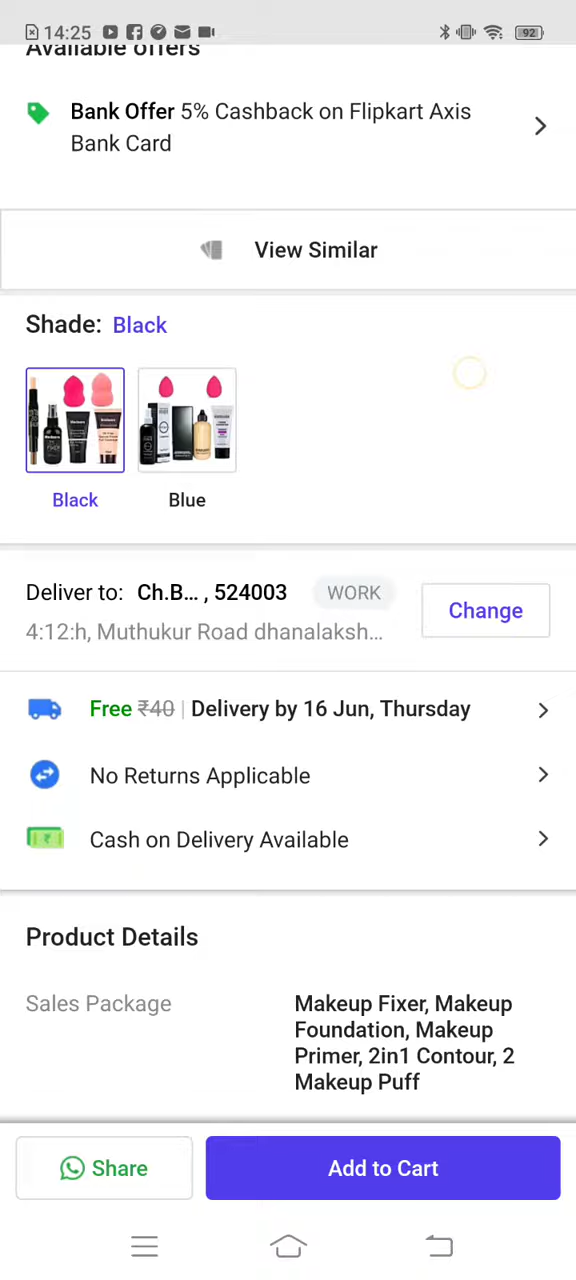 14:25 92
Available offers
Bank Offer 5% Cashback on Flipkart Axis
Bank Card
View Similar
Shade: Black
Black Blue
Deliver to: Ch.B... , 524003 WORK
4:12:h, Muthukur Road dhanalaksh...
Change
Free ₹40 | Delivery by 16 Jun, Thursday
No Returns Applicable
Cash on Delivery Available
Product Details
Sales Package
Makeup Fixer, Makeup
Foundation, Makeup
Primer, 2in1 Contour, 2
Makeup Puff
Share Add to Cart